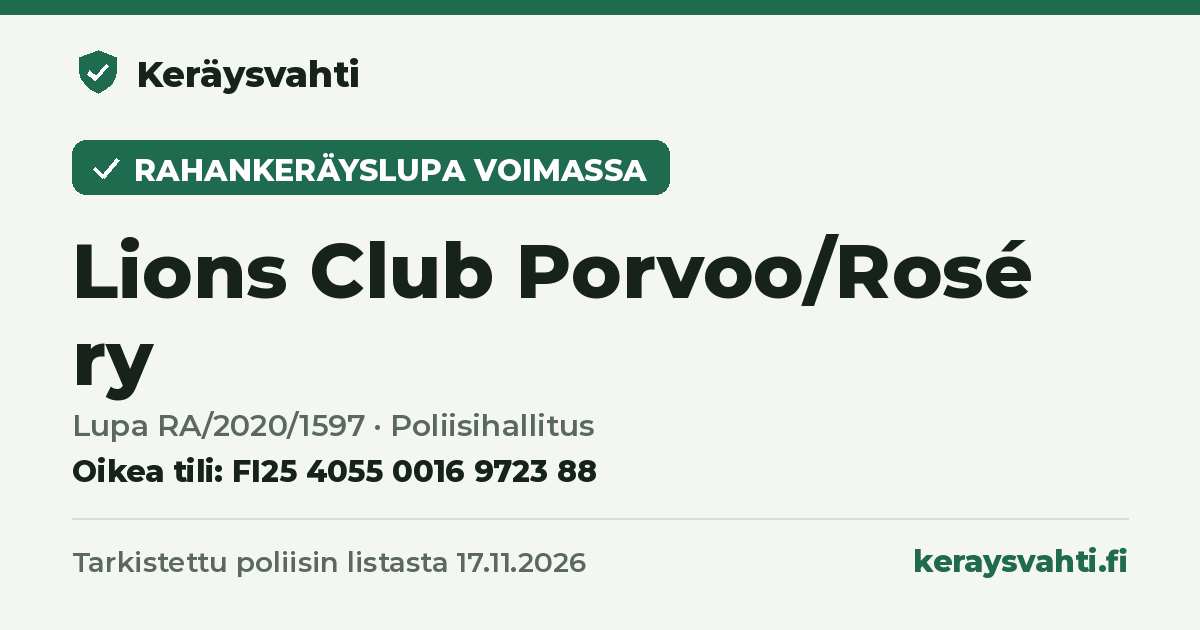 Keräysvahti
RAHANKERÄYSLUPA VOIMASSA
Lions Club Porvoo/Rosé
ry
Lupa RA/2020/1597 · Poliisihallitus
Oikea tili: FI25 4055 0016 9723 88
Tarkistettu poliisin listasta 17.11.2026
keraysvahti.fi